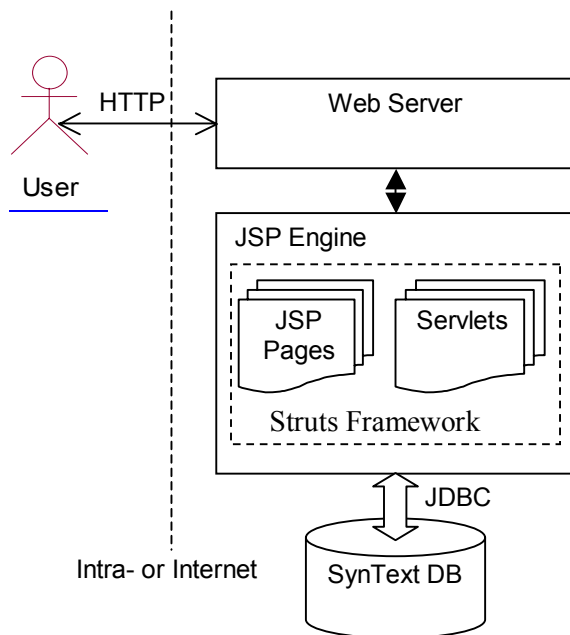 HTTP
Web Server
User
JSP Engine
JSP
Pages
Servlets
Struts Framework
JDBC
Intra- or Internet
SynText DB